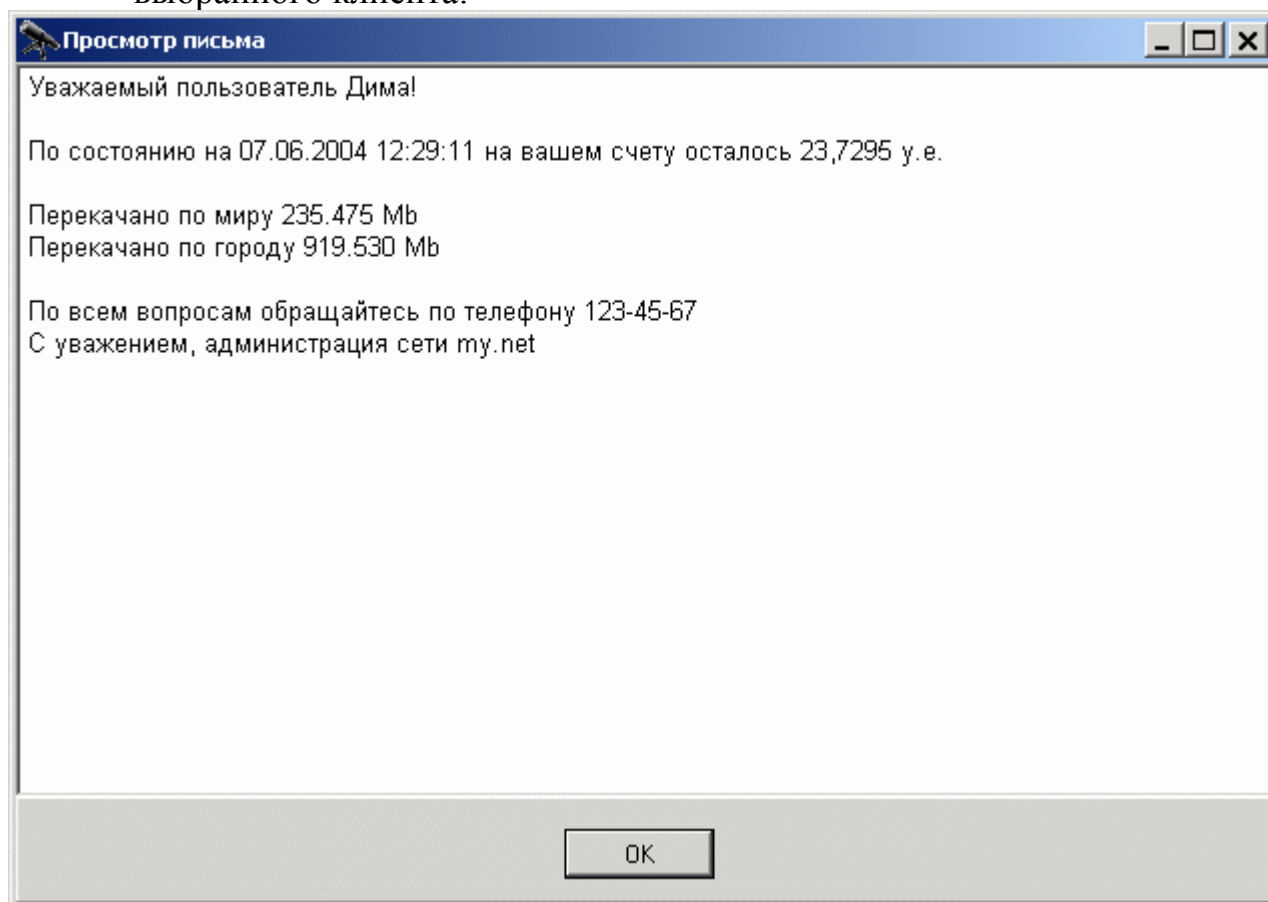 выбранного клиента.
Просмотр письма
Уважаемый пользователь Дима!
По состоянию на 07.06.2004 12:29:11 на вашем счету осталось 23,7295 у.е.
Перекачано по миру 235.475 Mb
Перекачано по городу 919.530 Mb
По всем вопросам обращайтесь по телефону 123-45-67
С уважением, администрация сети my.net
OK